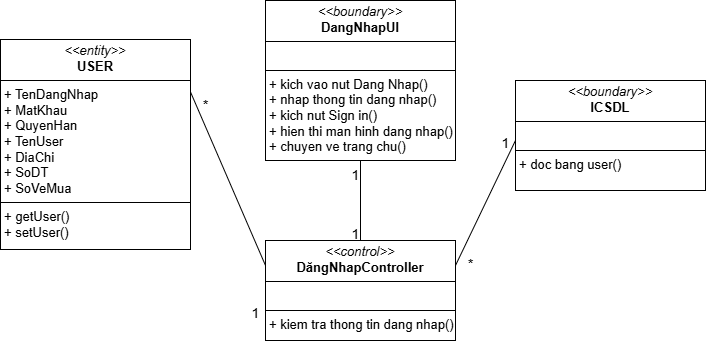 <<entity>>
USER
+ TenDangNhap
+ MatKhau
+ QuyenHan
+ TenUser
+ DiaChi
+ SoDT
+ SoVeMua
+ getUser()
+ setUser()
<<boundary>>
DangNhapUI
+ kich vao nut Dang Nhap()
+ nhap thong tin dang nhap()
+ kich nut Sign in()
+ hien thi man hinh dang nhap()
+ chuyen ve trang chu()
<<boundary>>
ICSDL
+ doc bang user()
*
1
1
1
<<control>>
DăngNhapController
+ kiem tra thong tin dang nhap()
1
*